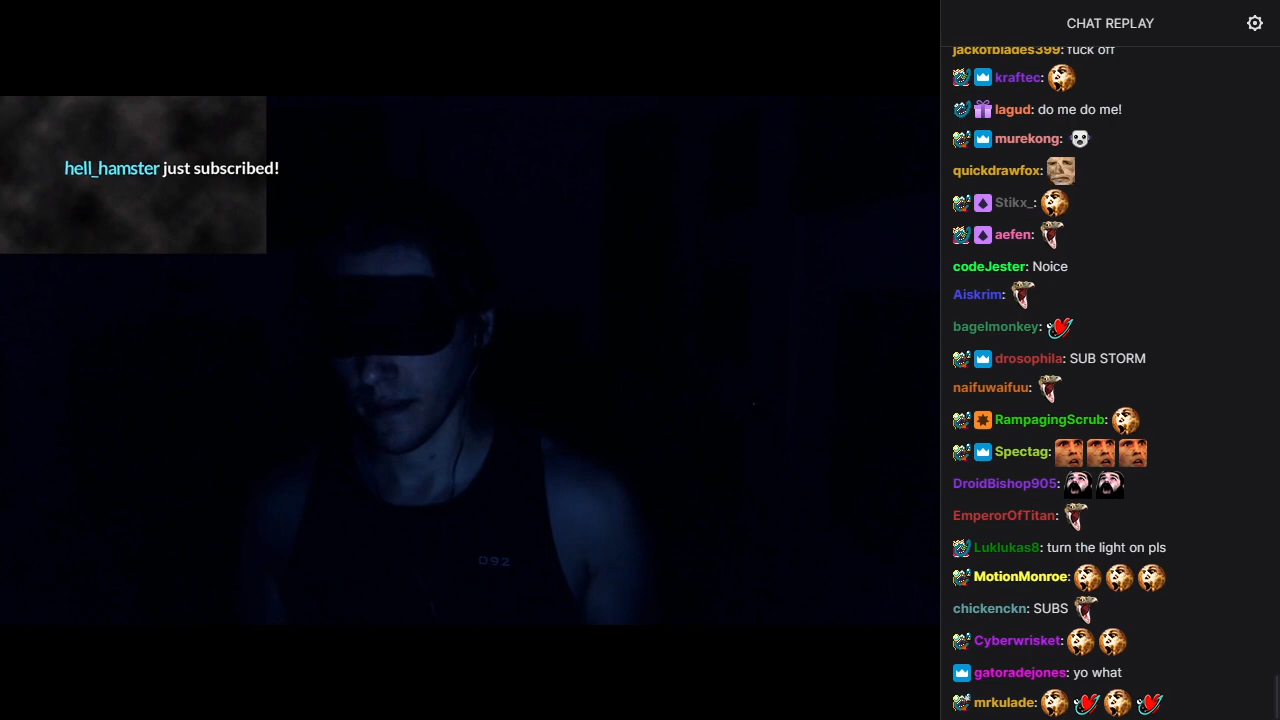 hell_hamster just subscribed!
092
CHAT REPLAY
jackofblades399: fuck off
kraftec:
lagud: do me do me!
murekong:
quickdrawfox:
Stikx_:
aefen:
codeJester: Noice
Aiskrim:
bagelmonkey:
drosophila: SUB STORM
naifuwaifuu:
RampagingScrub:
Spectag:
DroidBishop905:
EmperorOfTitan:
Luklukas8: turn the light on pls
MotionMonroe:
chickenckn: SUBS
Cyberwrisket:
gatoradejones: yo what
mrkulade: